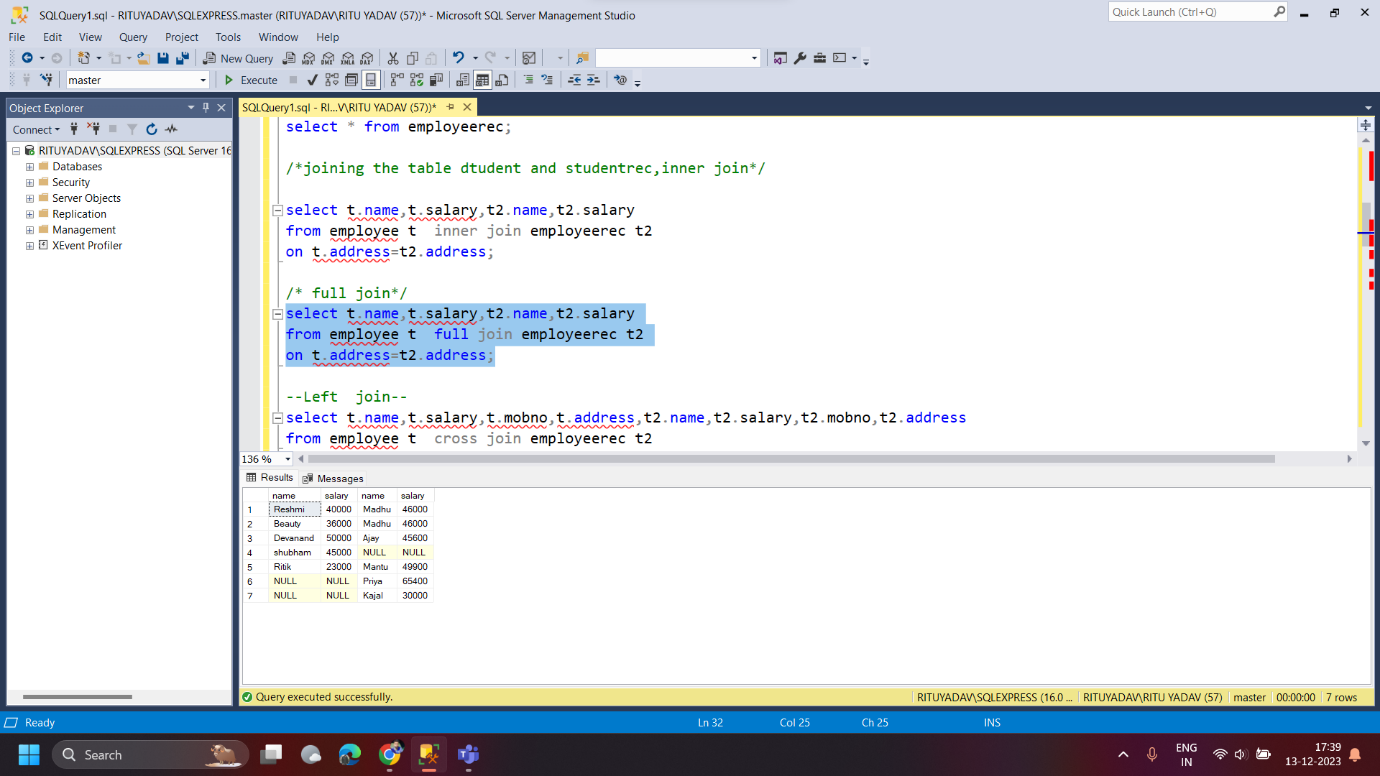 SQLQuery1.sql - RITUYADAV\SQLEXPRESS.master (RITUYADAV\RITU YADAV (57))* - Microsoft SQL Server Management Studio
Quick Launch (Ctrl+Q)
File Edit View Query Project Tools Window Help
New Query
MDX DMX XMLA DAX
master Execute
Object Explorer
SQLQuery1.sql - RI...V\RITU YADAV (57))*
Connect
RITUYADAV\SQLEXPRESS (SQL Server 16
Databases
Security
Server Objects
Replication
Management
XEvent Profiler
select * from employeerec;
/*joining the table dtudent and studentrec,inner join*/
select t.name,t.salary,t2.name,t2.salary
from employee t  inner join employeerec t2
on t.address=t2.address;
/* full join*/
select t.name,t.salary,t2.name,t2.salary
from employee t  full join employeerec t2
on t.address=t2.address;
--Left  join--
select t.name,t.salary,t.mobno,t.address,t2.name,t2.salary,t2.mobno,t2.address
from employee t  cross join employeerec t2
136 %
Results Messages
name salary name salary
1 Reshmi 40000 Madhu 46000
2 Beauty 36000 Madhu 46000
3 Devanand 50000 Ajay 45600
4 shubham 45000 NULL NULL
5 Ritik 23000 Mantu 49900
6 NULL NULL Priya 65400
7 NULL NULL Kajal 30000
Query executed successfully. RITUYADAV\SQLEXPRESS (16.0 ... RITUYADAV\RITU YADAV (57) master 00:00:00 7 rows
Ready Ln 32 Col 25 Ch 25 INS
Search
ENG
IN
17:39
13-12-2023